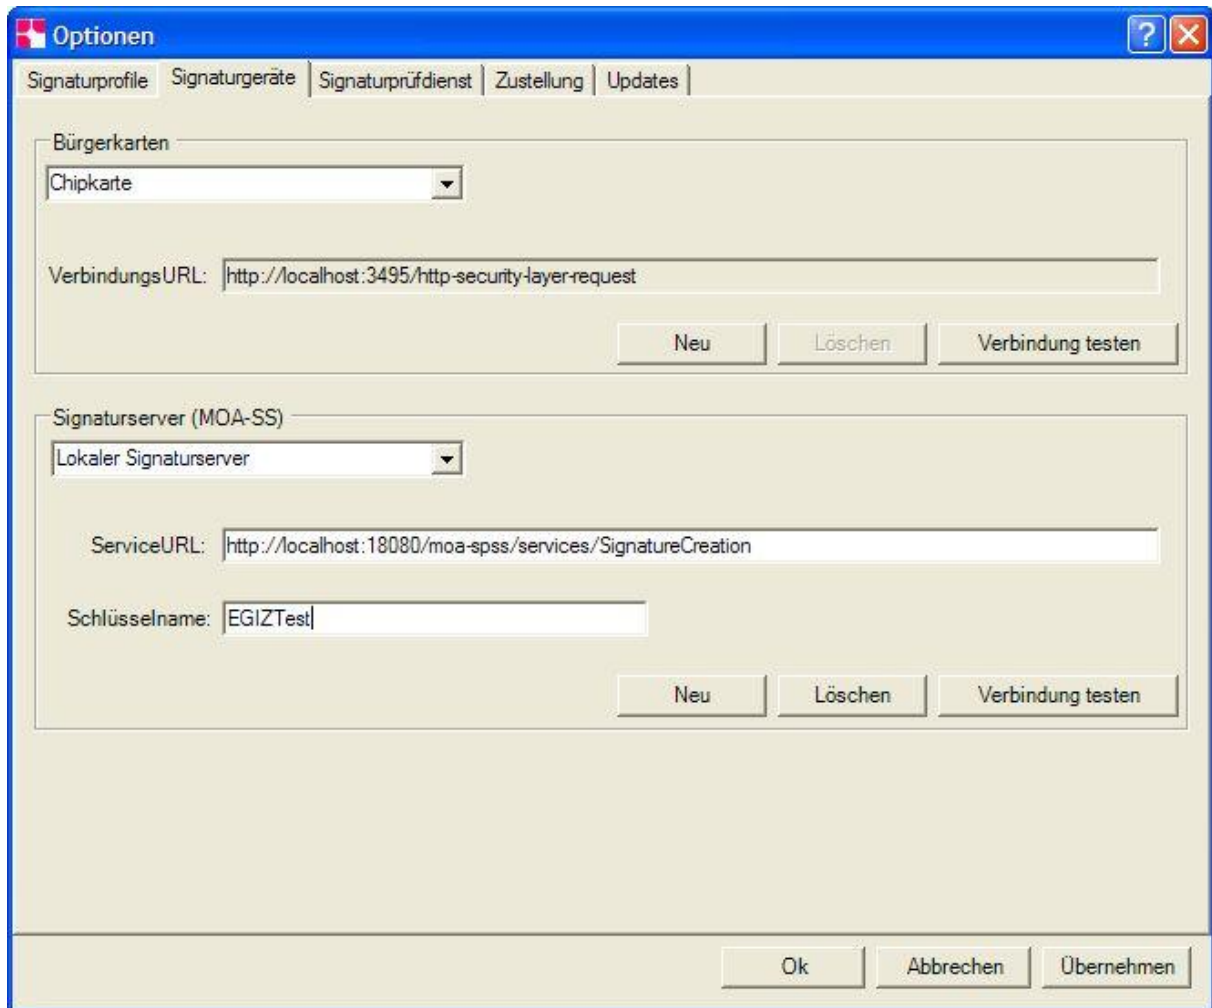 Optionen
Signaturprofile Signaturgeräte Signaturprüfdienst Zustellung Updates
Bürgerkarten
Chipkarte
VerbindungsURL: http://localhost:3495/http-security-layer-request
Neu Löschen Verbindung testen
Signaturserver (MOA-SS)
Lokaler Signaturserver
ServiceURL: http://localhost:18080/moa-spss/services/SignatureCreation
Schlüsselname: EGIZTest
Neu Löschen Verbindung testen
Ok Abbrechen Übernehmen